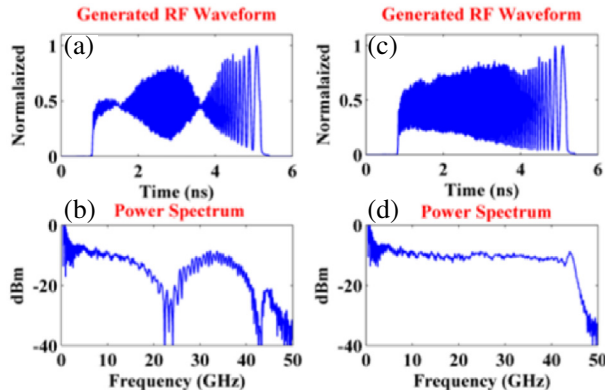 Generated RF Waveform
Generated RF Waveform
(a)
(c)
Normalaized
1
0.5
0
0 2 4 6
Time (ns)
Normalaized
1
0.5
0
0 2 4 6
Time (ns)
Power Spectrum
Power Spectrum
(b)
(d)
dBm
0
-20
-40
0 10 20 30 40 50
Frequency (GHz)
dBm
0
-20
-40
0 10 20 30 40 50
Frequency (GHz)